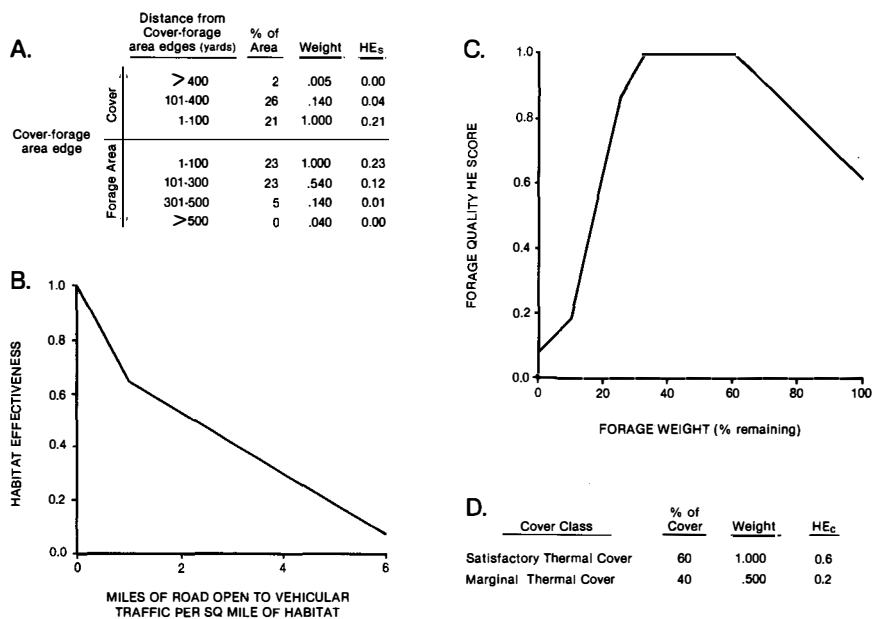 A.
Distance from
Cover-forage
area edges (yards)
% of
Area
Weight
HEs
Cover-forage
area edge
Cover
>400 2 .005 0.00
101-400 26 .140 0.04
1-100 21 1.000 0.21
Forage Area
1-100 23 1.000 0.23
101-300 23 .540 0.12
301-500 5 .140 0.01
>500 0 .040 0.00
B.
HABITAT EFFECTIVENESS
1.0
0.8
0.6
0.4
0.2
0.0
0 2 4 6
MILES OF ROAD OPEN TO VEHICULAR
TRAFFIC PER SQ MILE OF HABITAT
C.
FORAGE QUALITY HE SCORE
1.0
0.8
0.6
0.4
0.2
0.0
0 20 40 60 80 100
FORAGE WEIGHT (% remaining)
D.
Cover Class
% of
Cover
Weight
HEc
Satisfactory Thermal Cover 60 1.000 0.6
Marginal Thermal Cover 40 .500 0.2